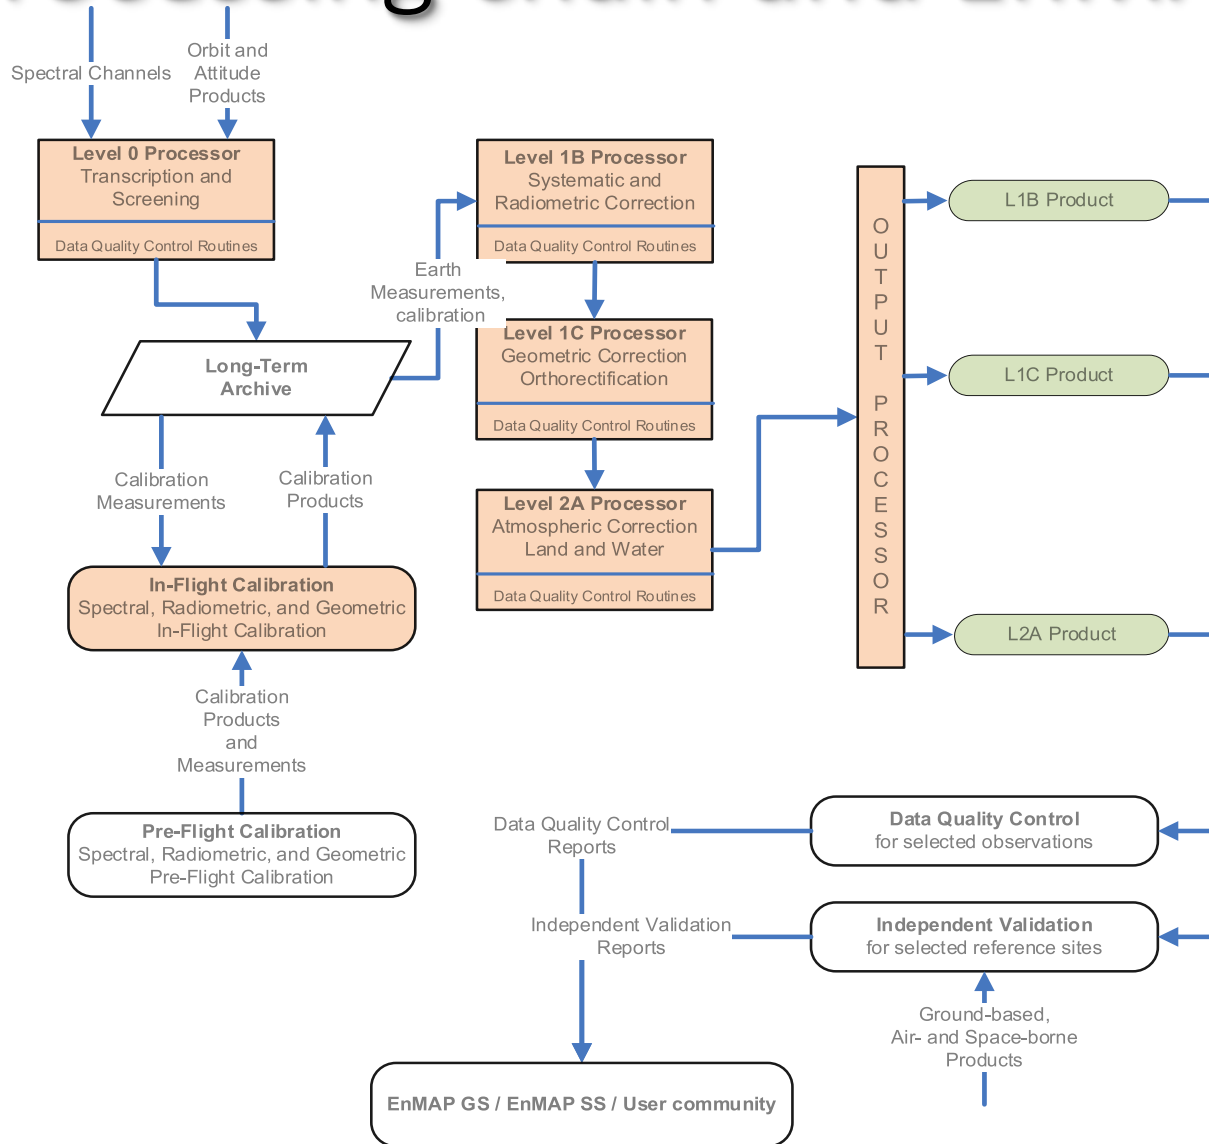 Spectral Channels
Orbit and
Attitude
Products
Level 0 Processor
Transcription and
Screening
Data Quality Control Routines
Long-Term
Archive
Calibration
Measurements
Calibration
Products
In-Flight Calibration
Spectral, Radiometric, and Geometric
In-Flight Calibration
Calibration
Products
and
Measurements
Pre-Flight Calibration
Spectral, Radiometric, and Geometric
Pre-Flight Calibration
Earth
Measurements,
calibration
Level 1B Processor
Systematic and
Radiometric Correction
Data Quality Control Routines
Level 1C Processor
Geometric Correction
Orthorectification
Data Quality Control Routines
Level 2A Processor
Atmospheric Correction
Land and Water
Data Quality Control Routines
OUTPUT PROCESSOR
L1B Product
L1C Product
L2A Product
Data Quality Control
for selected observations
Data Quality Control
Reports
Independent Validation
for selected reference sites
Independent Validation
Reports
Ground-based,
Air- and Space-borne
Products
EnMAP GS / EnMAP SS / User community